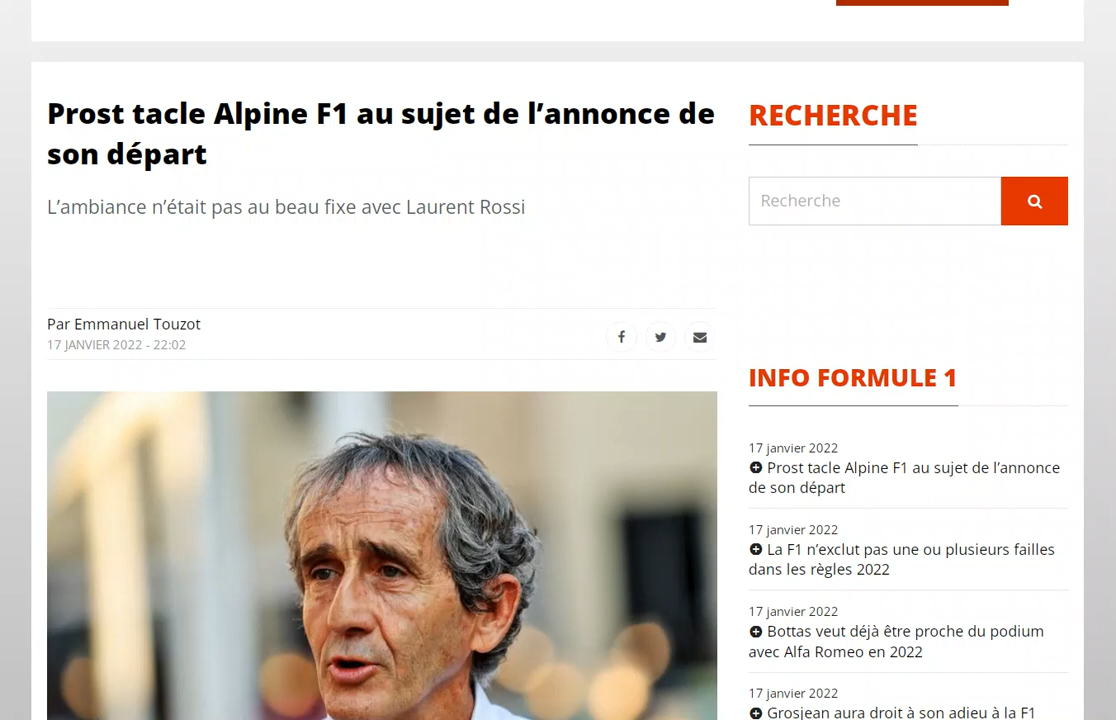 Prost tacle Alpine F1 au sujet de l’annonce de
son départ
L’ambiance n’était pas au beau fixe avec Laurent Rossi
Par Emmanuel Touzot
17 JANVIER 2022 - 22:02
RECHERCHE
Recherche
INFO FORMULE 1
17 janvier 2022
Prost tacle Alpine F1 au sujet de l’annonce
de son départ
17 janvier 2022
La F1 n’exclut pas une ou plusieurs failles
dans les règles 2022
17 janvier 2022
Bottas veut déjà être proche du podium
avec Alfa Romeo en 2022
17 janvier 2022
Grosjean aura droit à son adieu à la F1